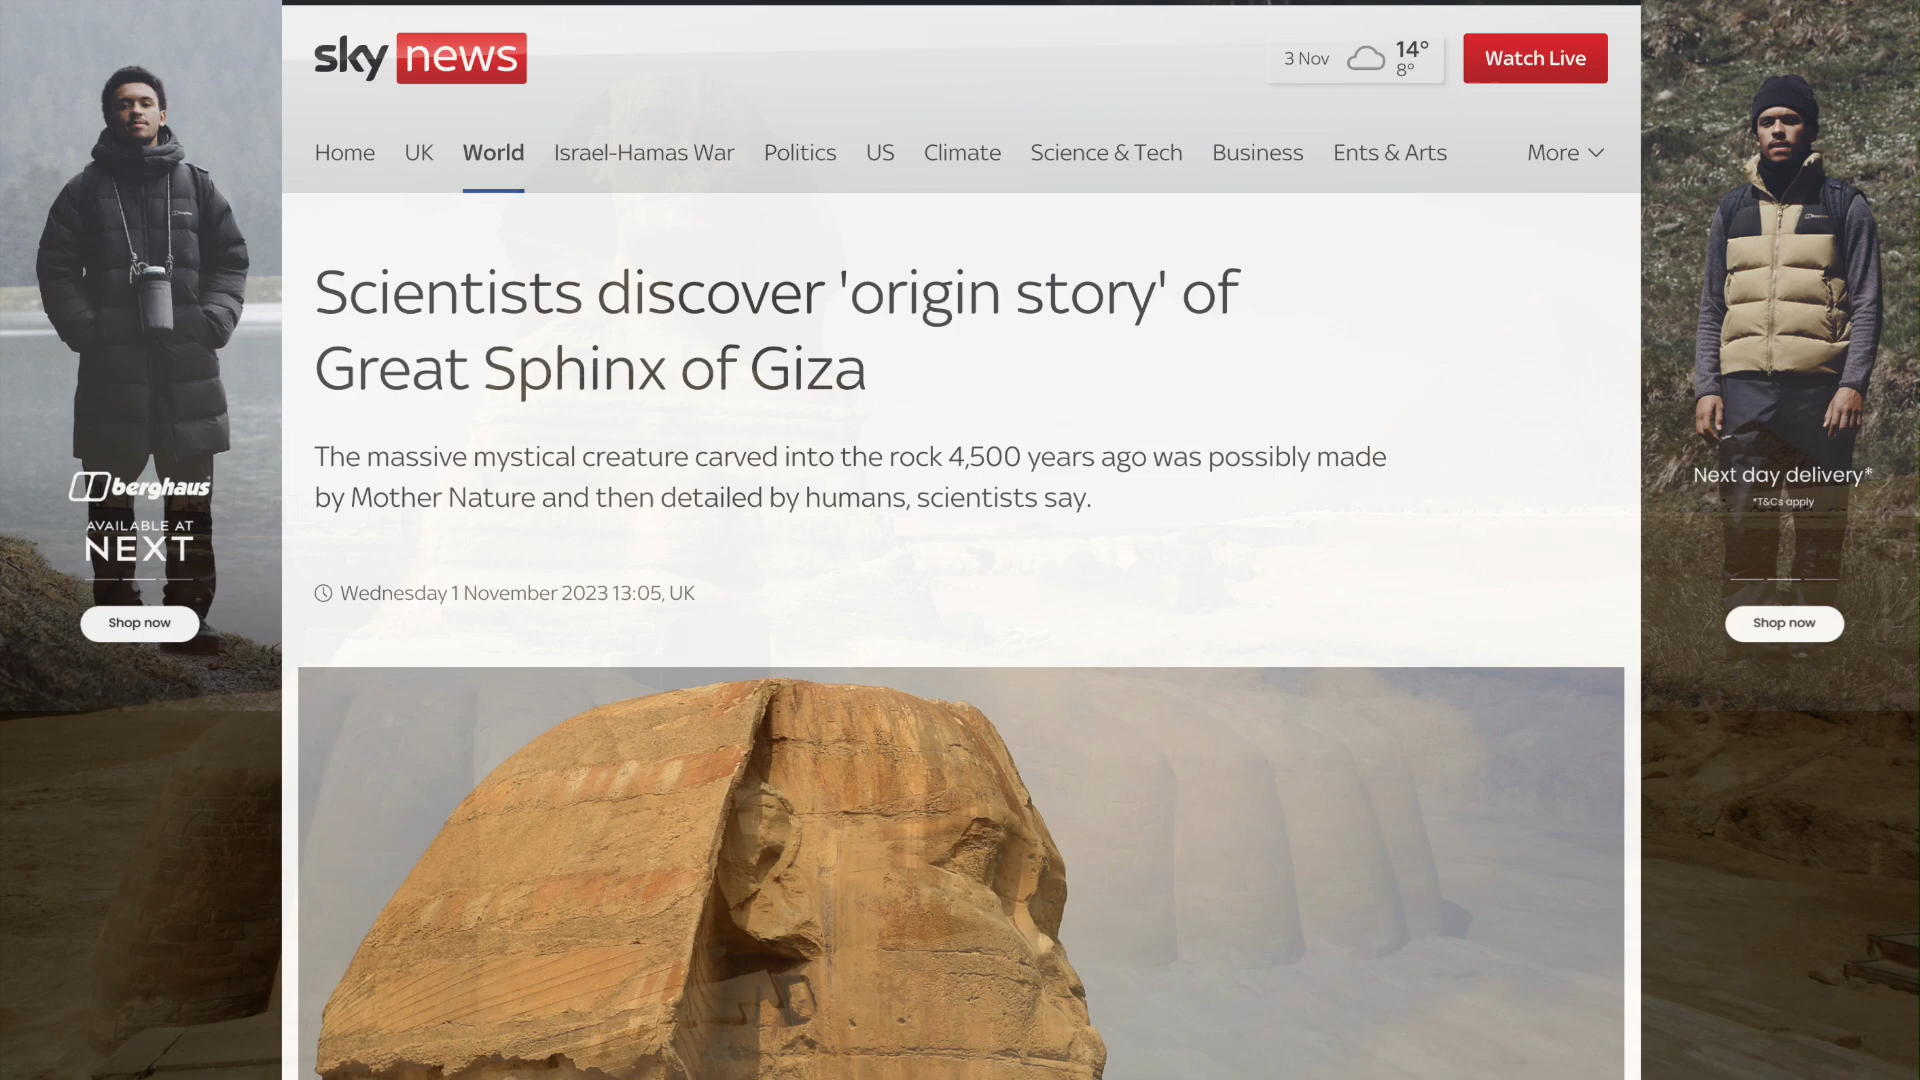 sky news
3 Nov 14° 8°
Watch Live
Home UK World Israel-Hamas War Politics US Climate Science & Tech Business Ents & Arts More
Scientists discover 'origin story' of
Great Sphinx of Giza
The massive mystical creature carved into the rock 4,500 years ago was possibly made
by Mother Nature and then detailed by humans, scientists say.
Wednesday 1 November 2023 13:05, UK
berghaus
AVAILABLE AT
NEXT
Shop now
berghaus
Next day delivery*
*T&Cs apply
Shop now